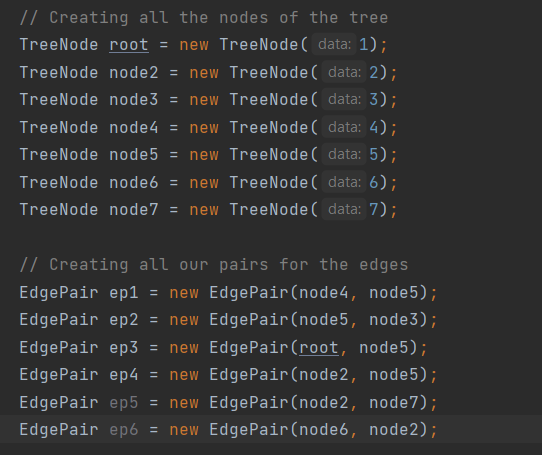 // Creating all the nodes of the tree
TreeNode root = new TreeNode( data: 1);
TreeNode node2 = new TreeNode( data: 2);
TreeNode node3 = new TreeNode( data: 3);
TreeNode node4 = new TreeNode( data: 4);
TreeNode node5 = new TreeNode( data: 5);
TreeNode node6 = new TreeNode( data: 6);
TreeNode node7 = new TreeNode( data: 7);
// Creating all our pairs for the edges
EdgePair ep1 = new EdgePair(node4, node5);
EdgePair ep2 = new EdgePair(node5, node3);
EdgePair ep3 = new EdgePair(root, node5);
EdgePair ep4 = new EdgePair(node2, node5);
EdgePair ep5 = new EdgePair(node2, node7);
EdgePair ep6 = new EdgePair(node6, node2);